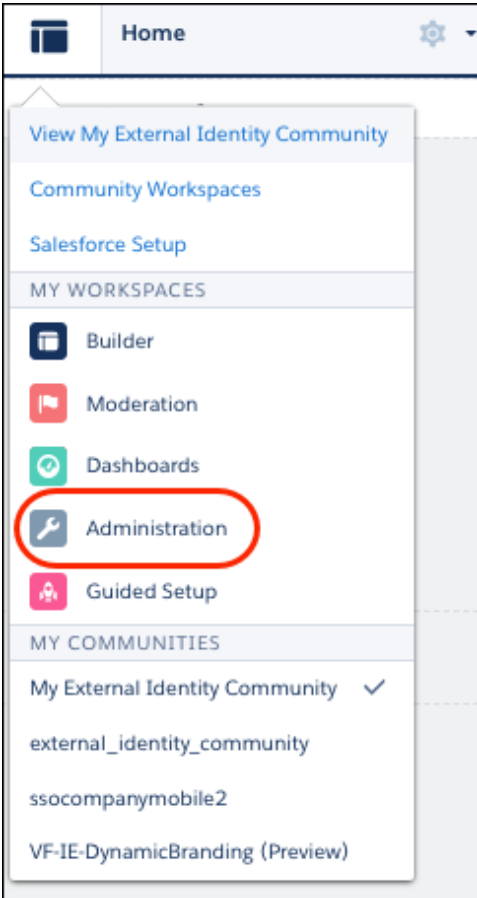 Home
View My External Identity Community
Community Workspaces
Salesforce Setup
MY WORKSPACES
Builder
Moderation
Dashboards
Administration
Guided Setup
MY COMMUNITIES
My External Identity Community
external_identity_community
ssocompanymobile2
VF-IE-DynamicBranding (Preview)